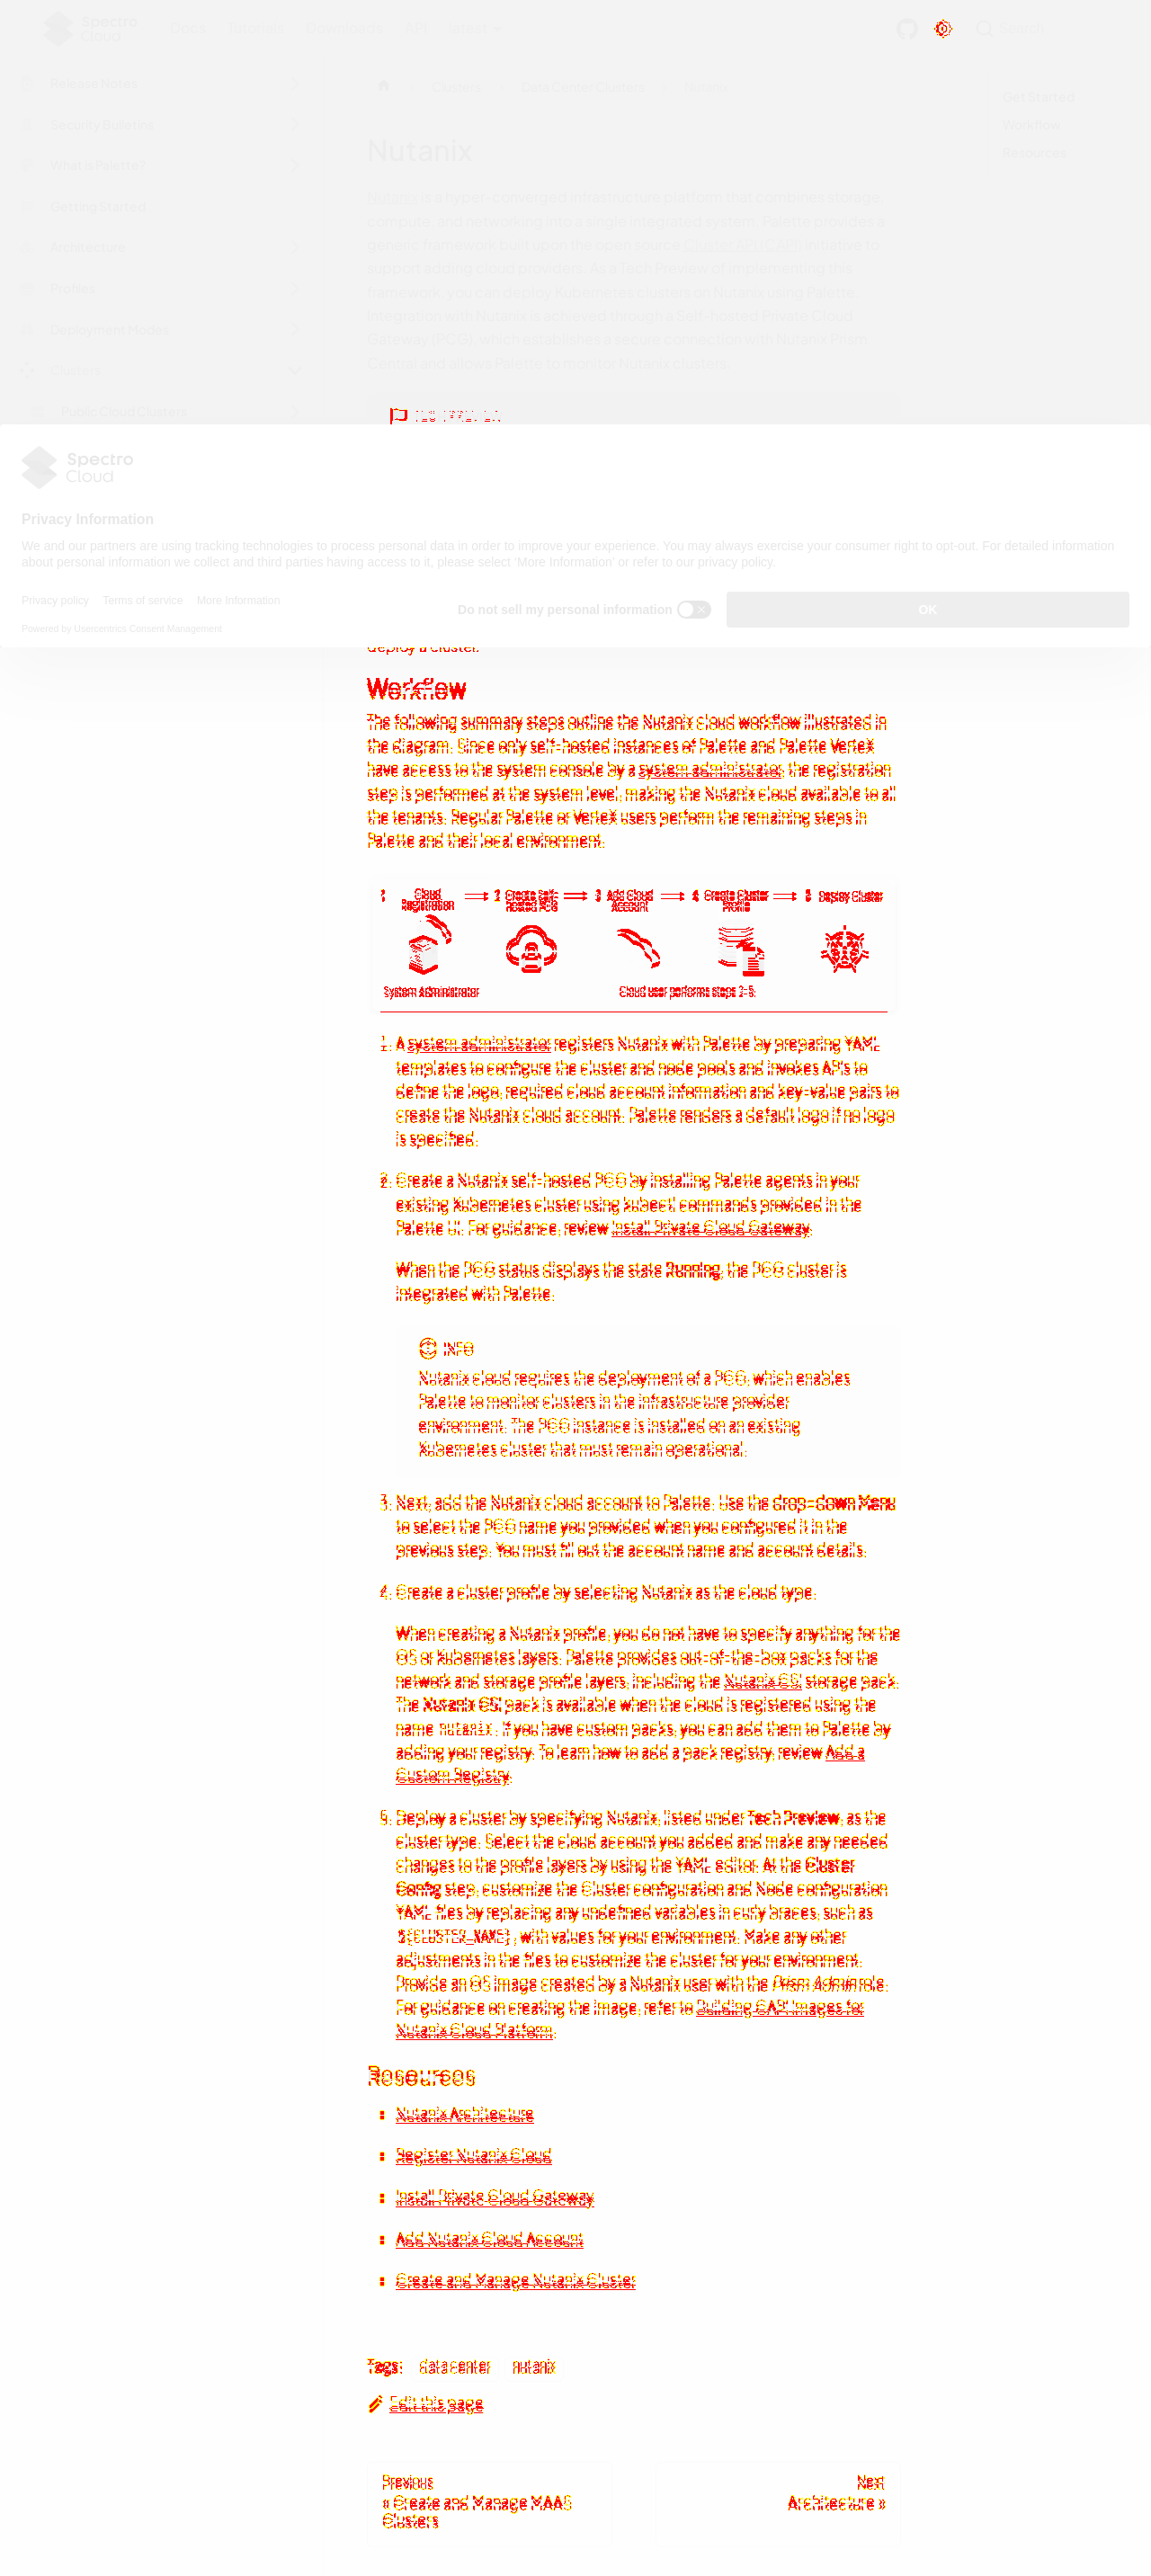 Spectro Cloud
Docs Tutorials Downloads API latest
Search
Release Notes
Security Bulletins
What is Palette?
Getting Started
Architecture
Profiles
Deployment Modes
Clusters
Public Cloud Clusters
Clusters Data Center Clusters Nutanix
Get Started
Workflow
Resources
Nutanix
Nutanix is a hyper-converged infrastructure platform that combines storage,
compute, and networking into a single integrated system. Palette provides a
generic framework built upon the open source Cluster API (CAPI) initiative to
support adding cloud providers. As a Tech Preview of implementing this
framework, you can deploy Kubernetes clusters on Nutanix using Palette.
Integration with Nutanix is achieved through a Self-hosted Private Cloud
Gateway (PCG), which establishes a secure connection with Nutanix Prism
Central and allows Palette to monitor Nutanix clusters.
Spectro Cloud
Privacy Information
We and our partners are using tracking technologies to process personal data in order to improve your experience. You may always exercise your consumer right to opt-out. For detailed information
about personal information we collect and third parties having access to it, please select 'More Information' or refer to our privacy policy.
Privacy policy Terms of service More Information
Do not sell my personal information OK
Powered by Usercentrics Consent Management
deploy a cluster.
Workflow
The following summary steps outline the Nutanix cloud workflow illustrated in
the diagram. Since only self-hosted instances of Palette and Palette VerteX
have access to the system console by a system administrator, the registration
step is performed at the system level, making the Nutanix cloud available to all
the tenants. Regular Palette or VerteX users perform the remaining steps in
Palette and their local environment.
1 Cloud Registration 2 Create Self-Hosted PCG 3 Add Cloud Account 4 Create Cluster Profile 5 Deploy Cluster
System Administrator Cloud user performs steps 2-5.
1. A system administrator registers Nutanix with Palette by preparing YAML
templates to configure the cluster and node pools and invokes APIs to
define the logo, required cloud account information and key-value pairs to
create the Nutanix cloud account. Palette renders a default logo if no logo
is specified.
2. Create a Nutanix self-hosted PCG by installing Palette agents in your
existing Kubernetes cluster using kubectl commands provided in the
Palette UI. For guidance, review Install Private Cloud Gateway.
When the PCG status displays the state Running, the PCG cluster is
integrated with Palette.
INFO
Nutanix cloud requires the deployment of a PCG, which enables
Palette to monitor clusters in the infrastructure provider
environment. The PCG instance is installed on an existing
Kubernetes cluster that must remain operational.
3. Next, add the Nutanix cloud account to Palette. Use the drop-down Menu
to select the PCG name you provided when you configured it in the
previous step. You must fill out the account name and account details.
4. Create a cluster profile by selecting Nutanix as the cloud type.
When creating a Nutanix profile, you do not have to specify anything for the
OS or Kubernetes layers. Palette provides out-of-the-box packs for the
network and storage profile layers, including the Nutanix CSI storage pack.
The Nutanix CSI pack is available when the cloud is registered using the
name nutanix. If you have custom packs, you can add them to Palette by
adding your registry. To learn how to add a pack registry, review Add a
Custom Registry.
5. Deploy a cluster by specifying Nutanix, listed under Tech Preview, as the
cluster type. Select the cloud account you added and make any needed
changes to the profile layers by using the YAML editor. At the Cluster
Config step, customize the Cluster configuration and Node configuration
YAML files by replacing any undefined variables in curly braces, such as
${CLUSTER_NAME}, with values for your environment. Make any other
adjustments in the files to customize the cluster for your environment.
Provide an OS image created by a Nutanix user with the Prism Admin role.
For guidance on creating the image, refer to Building CAPI Images for
Nutanix Cloud Platform.
Resources
Nutanix Architecture
Register Nutanix Cloud
Install Private Cloud Gateway
Add Nutanix Cloud Account
Create and Manage Nutanix Cluster
Tags: data center nutanix
Edit this page
Previous
« Create and Manage MAAS
Clusters
Next
Architecture »